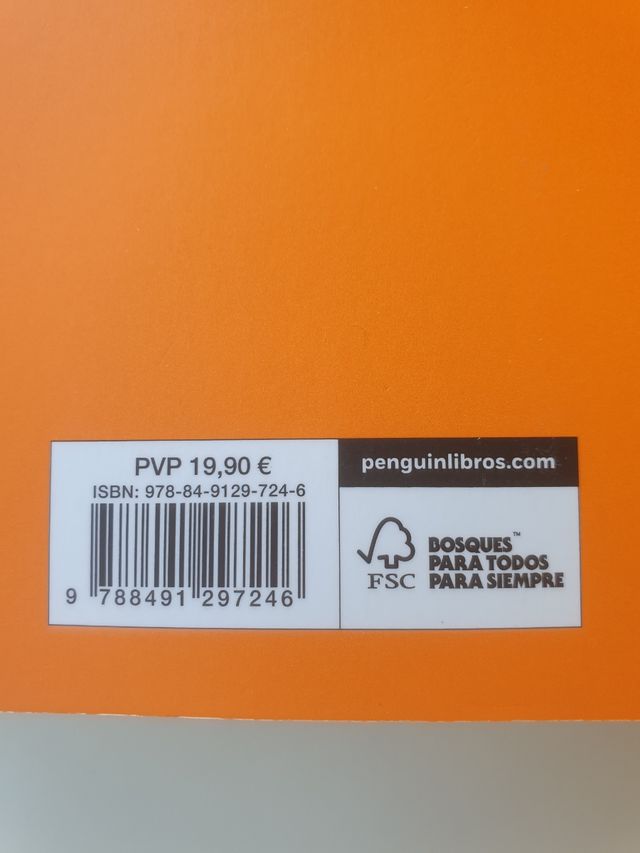 PVP 19,90 €
ISBN: 978-84-9129-724-6
9 788491 297246
penguinlibros.com
FSC
BOSQUES™
PARA TODOS
PARA SIEMPRE